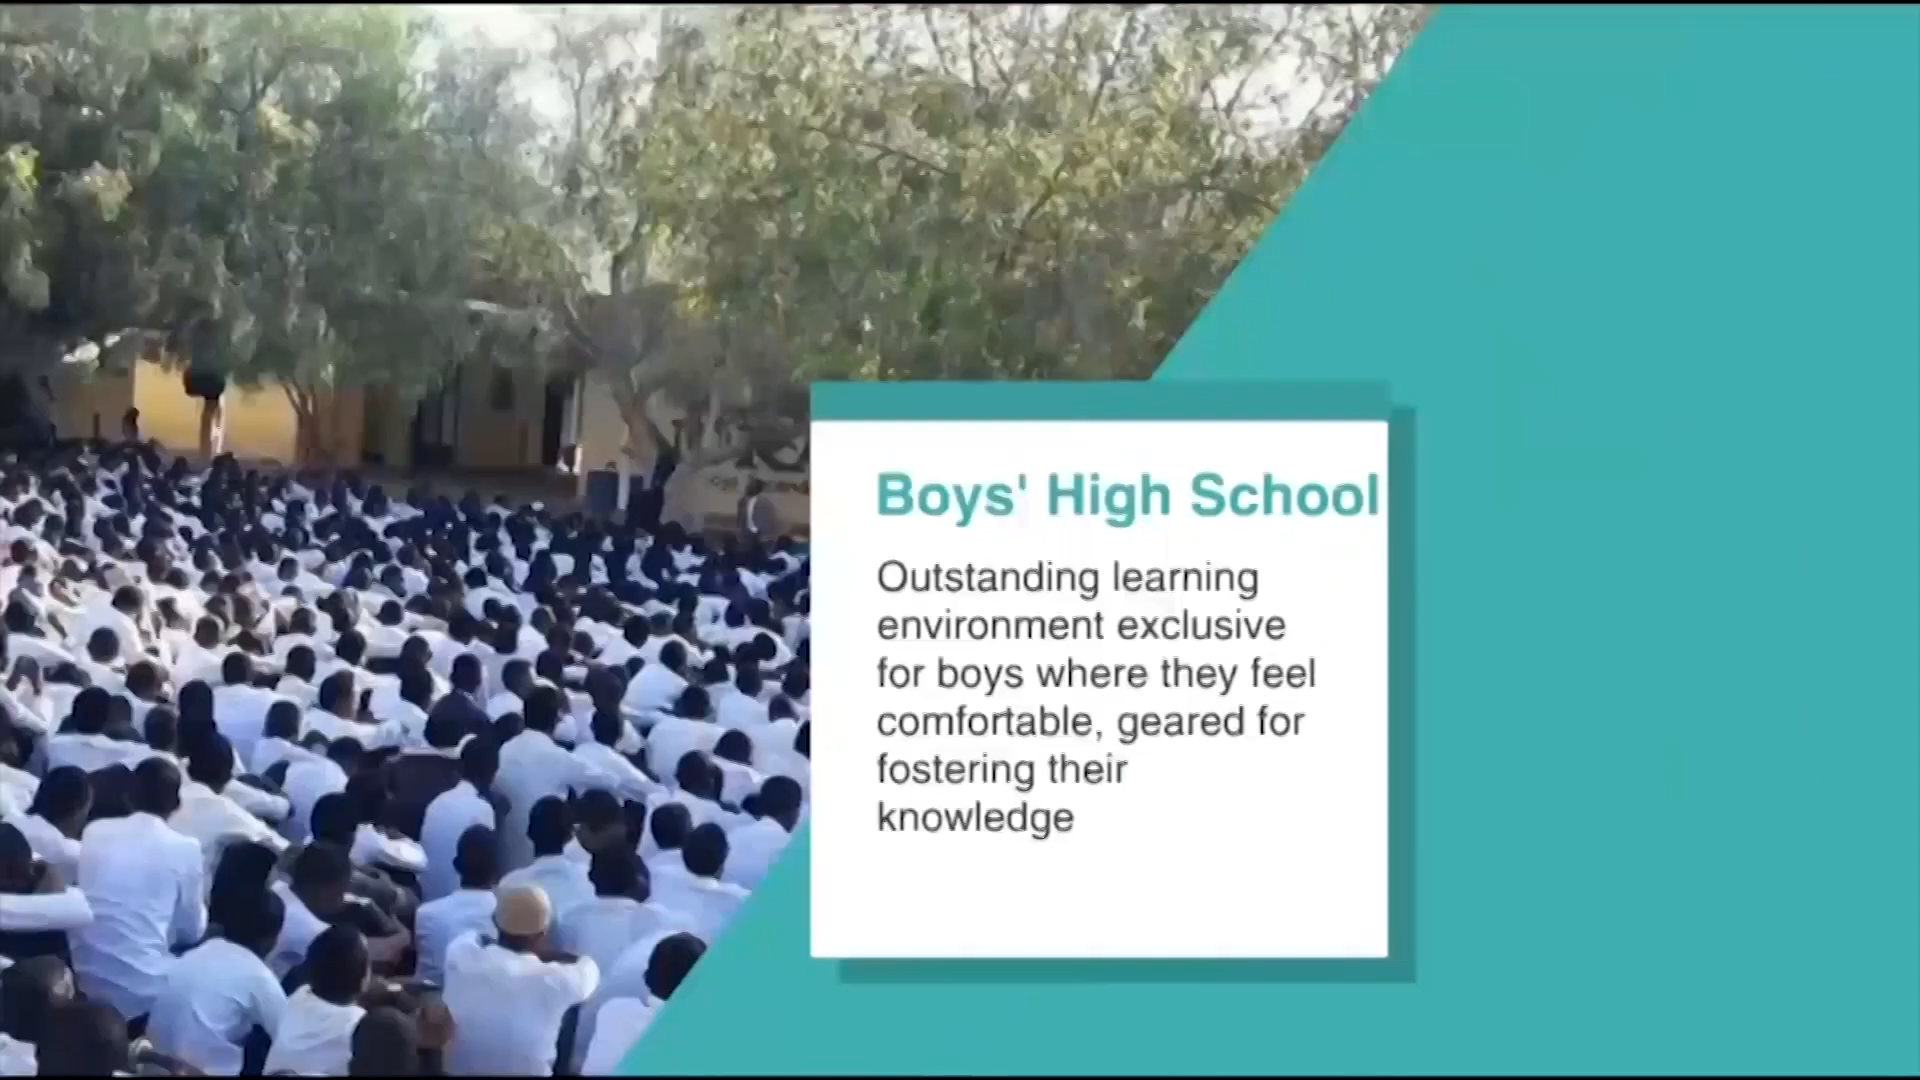 Boys' High School
Outstanding learning
environment exclusive
for boys where they feel
comfortable, geared for
fostering their
knowledge